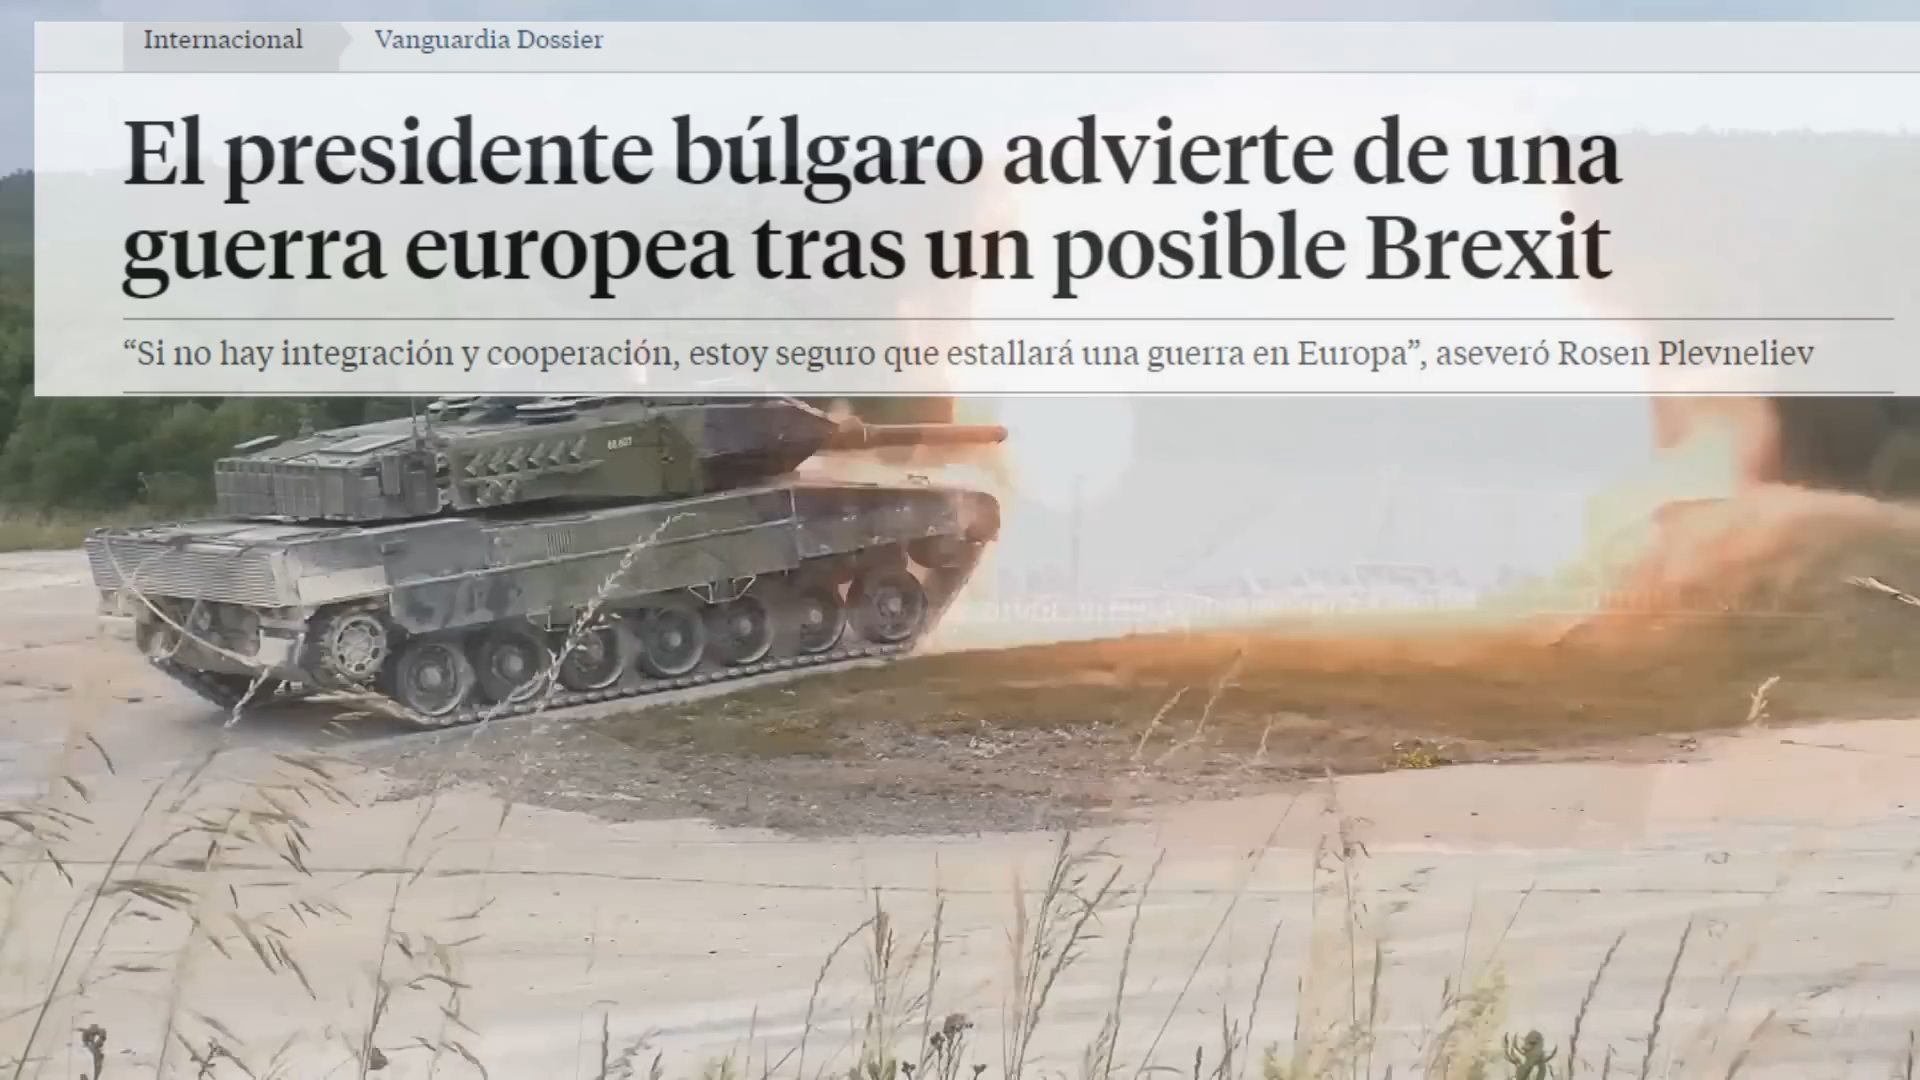 Internacional Vanguardia Dossier
El presidente búlgaro advierte de una
guerra europea tras un posible Brexit
“Si no hay integración y cooperación, estoy seguro que estallará una guerra en Europa”, aseveró Rosen Plevneliev